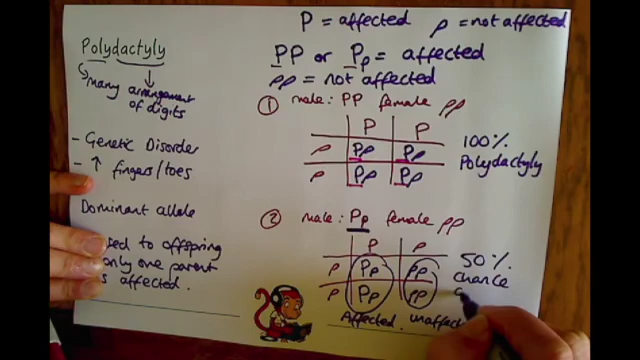 P = affected p = not affected
Polydactyly
many arrangement
of digits
- Genetic Disorder
- ↑ fingers/toes
Dominant allele
to offspring
only one parent
affected.
PP or Pp = affected
pp = not affected
① male: PP female pp
P P
p Pp Pp
p Pp Pp
100%
Polydactyly
② male: Pp female pp
P p
p Pp pp
p Pp pp
Affected
50%
chance